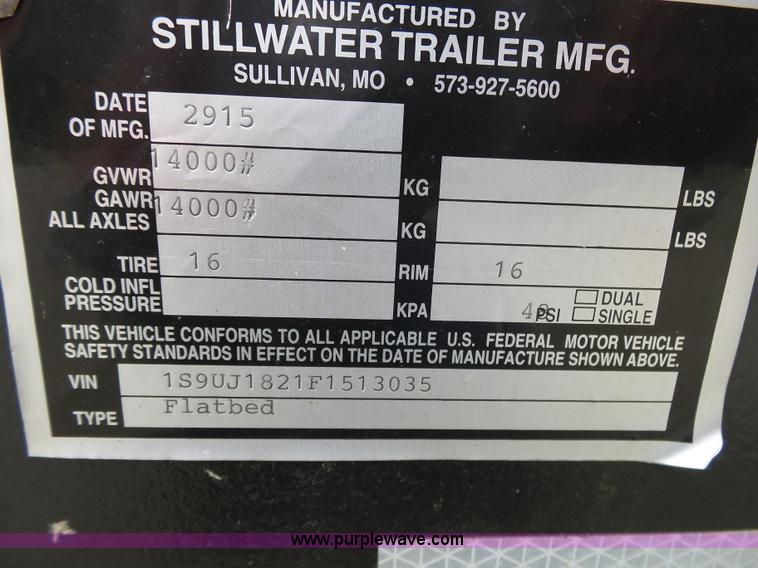 MANUFACTURED BY
STILLWATER TRAILER MFG.
SULLIVAN, MO • 573-927-5600
DATE OF MFG. 2915
GVWR 14000# KG LBS
GAWR ALL AXLES 14000# KG LBS
TIRE 16 RIM 16
COLD INFL PRESSURE KPA PSI DUAL SINGLE
THIS VEHICLE CONFORMS TO ALL APPLICABLE U.S. FEDERAL MOTOR VEHICLE
SAFETY STANDARDS IN EFFECT ON THE DATE OF MANUFACTURE SHOWN ABOVE.
VIN 1S9UJ1821F1513035
TYPE Flatbed
www.purplewave.com